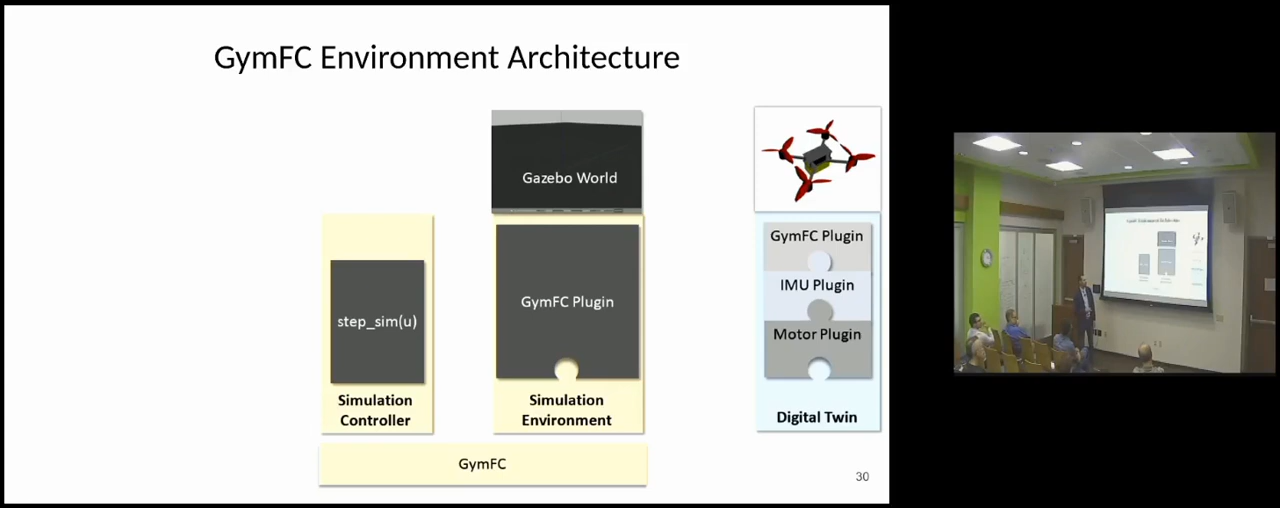 GymFC Environment Architecture
Gazebo World
GymFC Plugin
step_sim(u)
GymFC Plugin
IMU Plugin
Motor Plugin
Simulation
Controller
Simulation
Environment
Digital Twin
GymFC
30